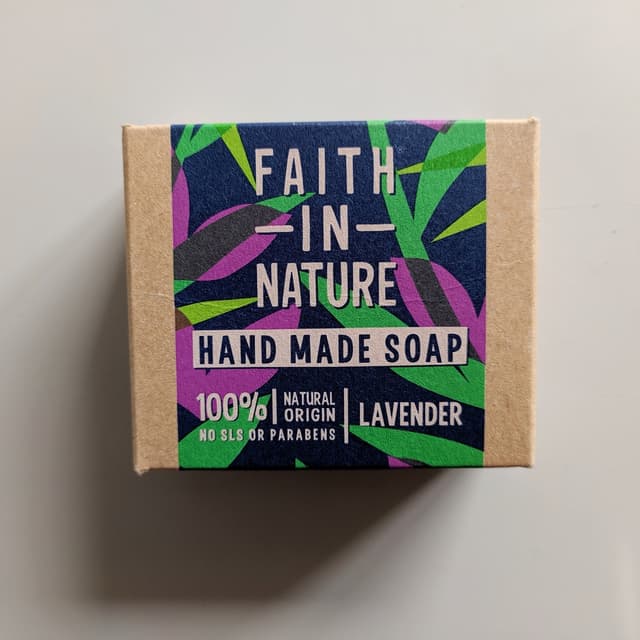 FAITH
—IN—
NATURE
HAND MADE SOAP
100% | NATURAL ORIGIN | LAVENDER
NO SLS OR PARABENS